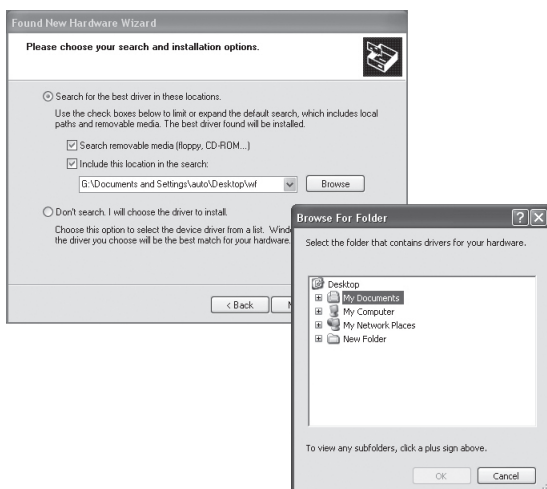 Found New Hardware Wizard
Please choose your search and installation options.
Search for the best driver in these locations.
Use the check boxes below to limit or expand the default search, which includes local
paths and removable media. The best driver found will be installed.
Search removable media (floppy, CD-ROM...)
Include this location in the search:
G:\Documents and Settings\auto\Desktop\wf
Browse
Don't search. I will choose the driver to install.
Choose this option to select the device driver from a list.
the driver you choose will be the best match for your hardware.
< Back
Browse For Folder
Select the folder that contains drivers for your hardware.
Desktop
My Documents
My Computer
My Network Places
New Folder
To view any subfolders, click a plus sign above.
OK
Cancel